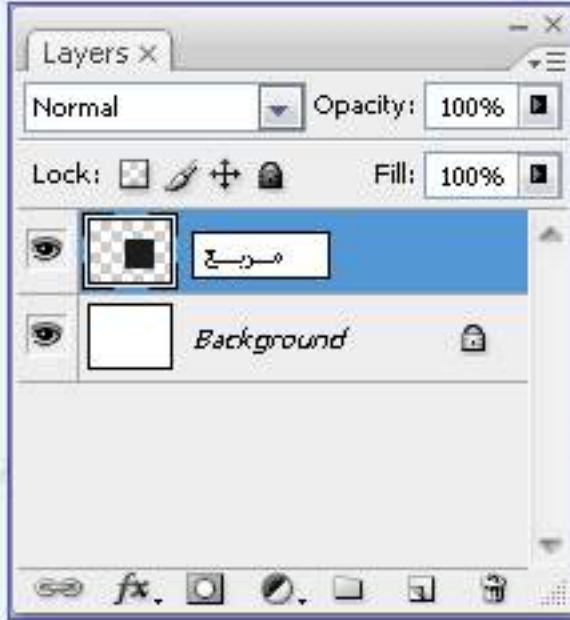 Layers
Normal Opacity: 100%
Lock: Fill: 100%
مربع
Background